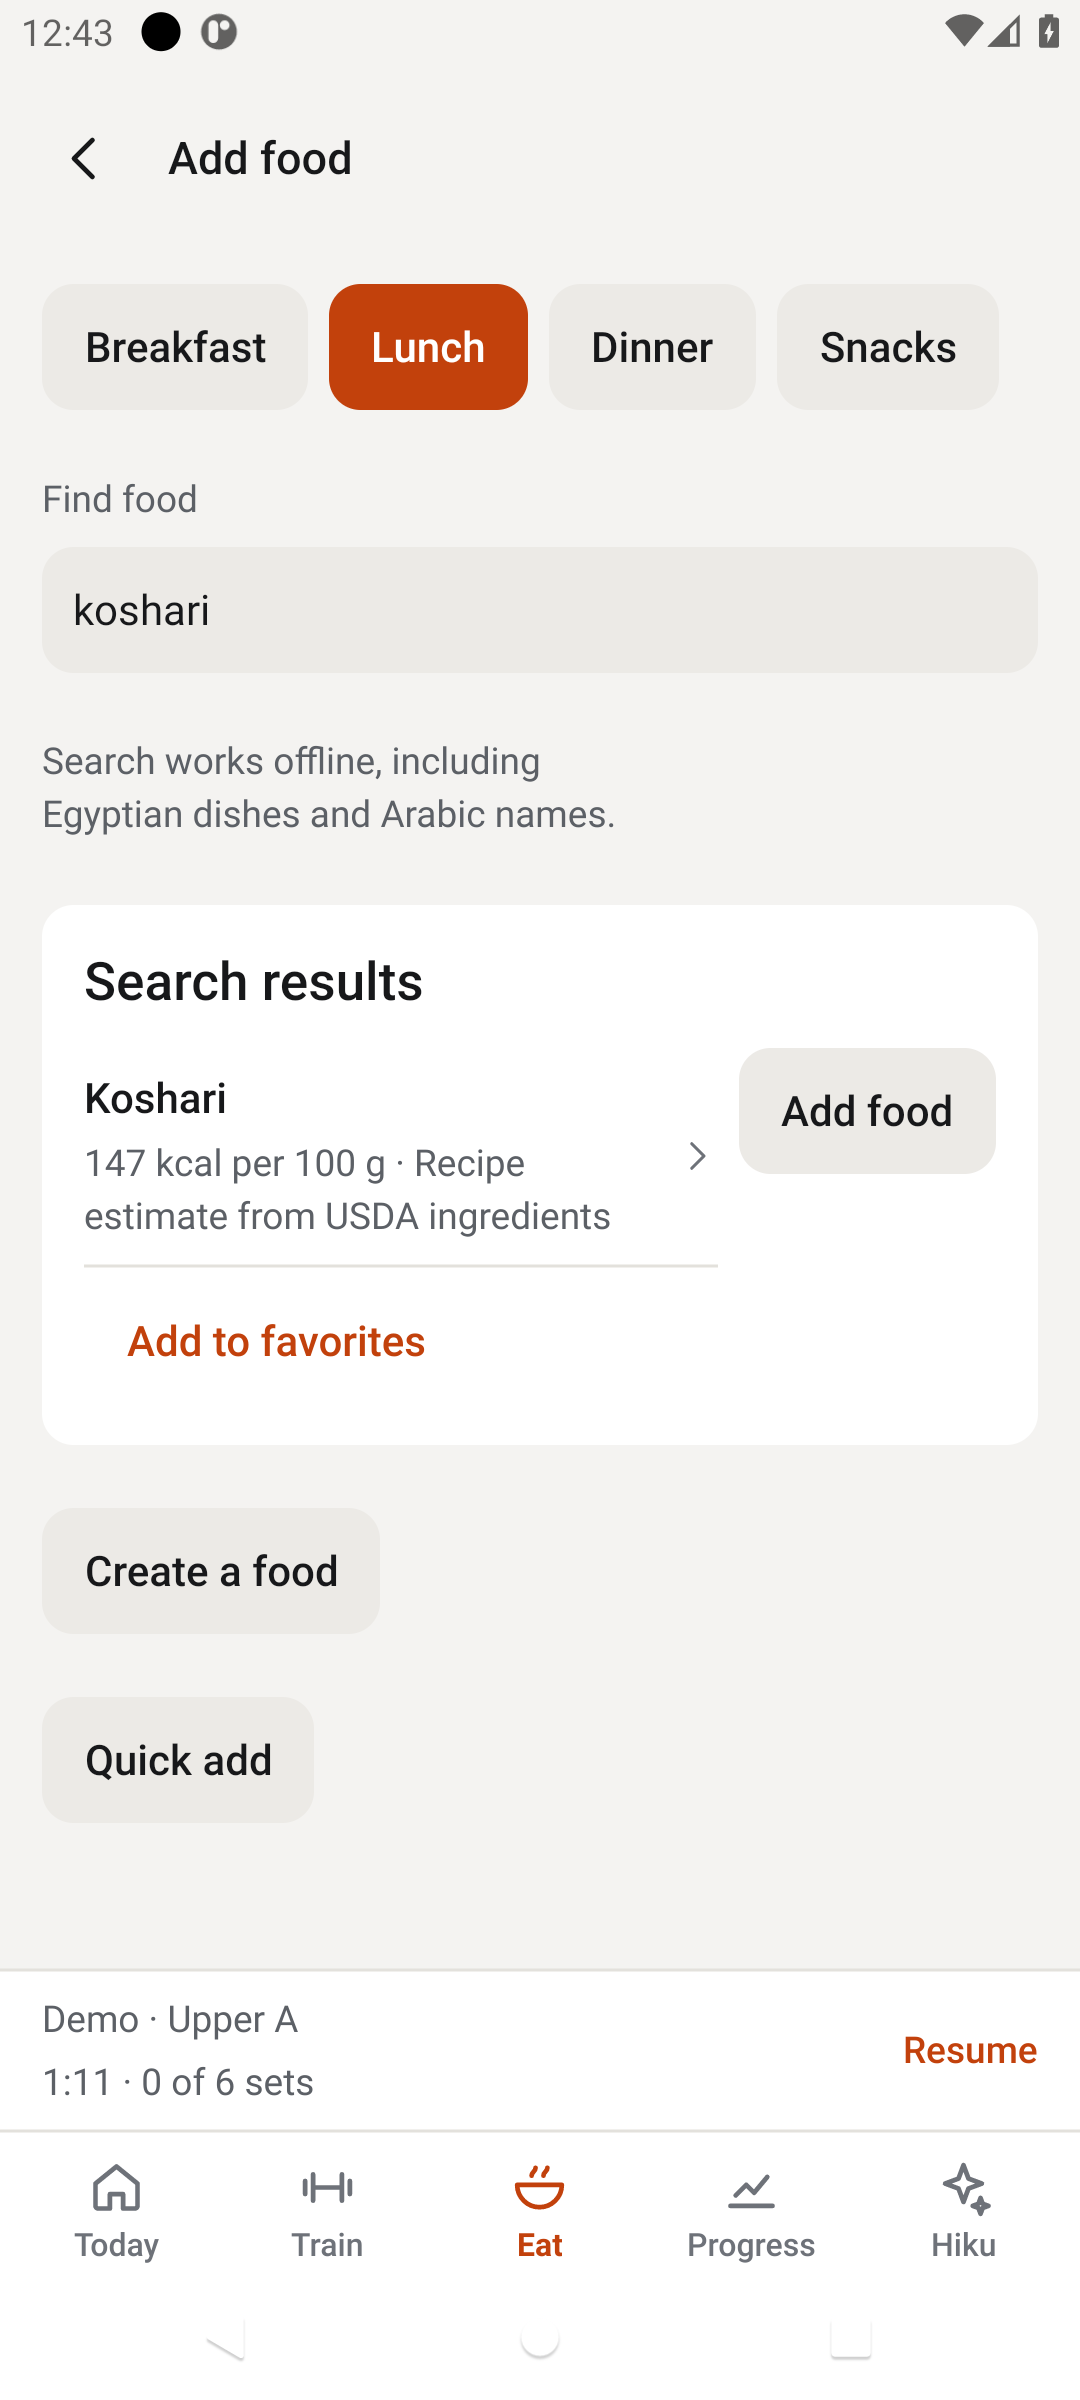 12:43
Add food
Breakfast Lunch Dinner Snacks
Find food
koshari
Search works offline, including
Egyptian dishes and Arabic names.
Search results
Koshari
Add food
147 kcal per 100 g · Recipe
estimate from USDA ingredients
Add to favorites
Create a food
Quick add
Demo · Upper A
Resume
1:11 · 0 of 6 sets
Today Train Eat Progress Hiku